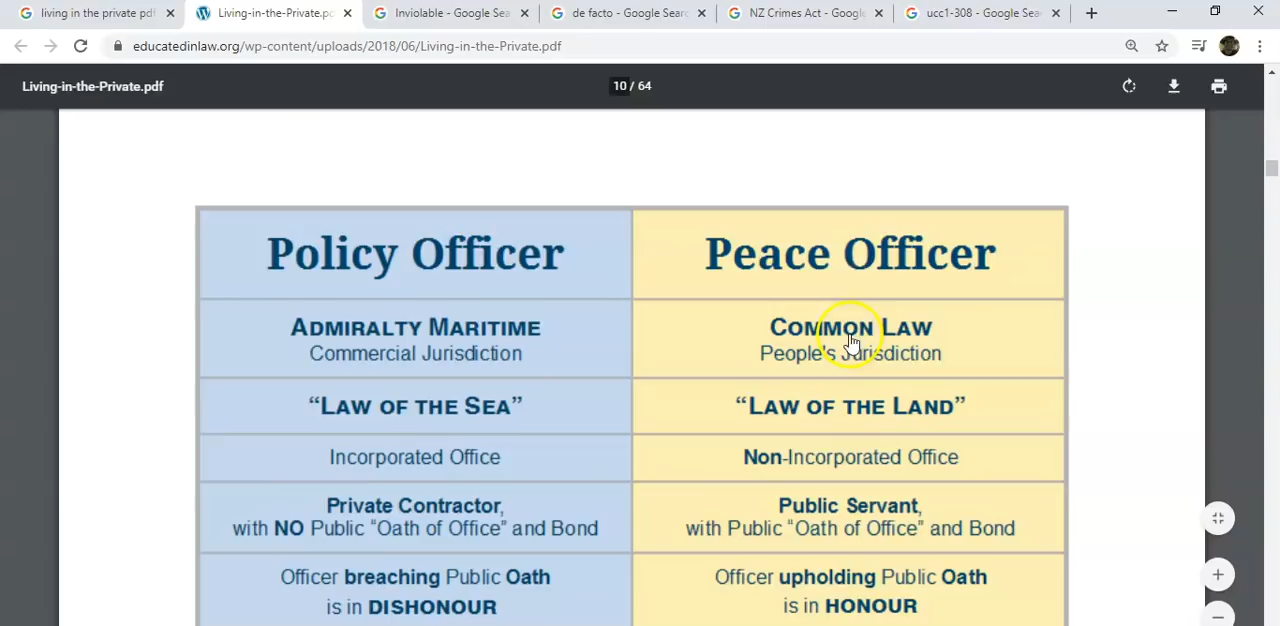 living in the private pdf
Living-in-the-Private.pd
Inviolable - Google Sea
de facto - Google Searc
NZ Crimes Act - Google
ucc1-308 - Google Sea
educatedinlaw.org/wp-content/uploads/2018/06/Living-in-the-Private.pdf
Living-in-the-Private.pdf
10 / 64
Policy Officer
Peace Officer
ADMIRALTY MARITIME
Commercial Jurisdiction
COMMON LAW
People's Jurisdiction
“LAW OF THE SEA”
“LAW OF THE LAND”
Incorporated Office
Non-Incorporated Office
Private Contractor,
with NO Public “Oath of Office” and Bond
Public Servant,
with Public “Oath of Office” and Bond
Officer breaching Public Oath
is in DISHONOUR
Officer upholding Public Oath
is in HONOUR